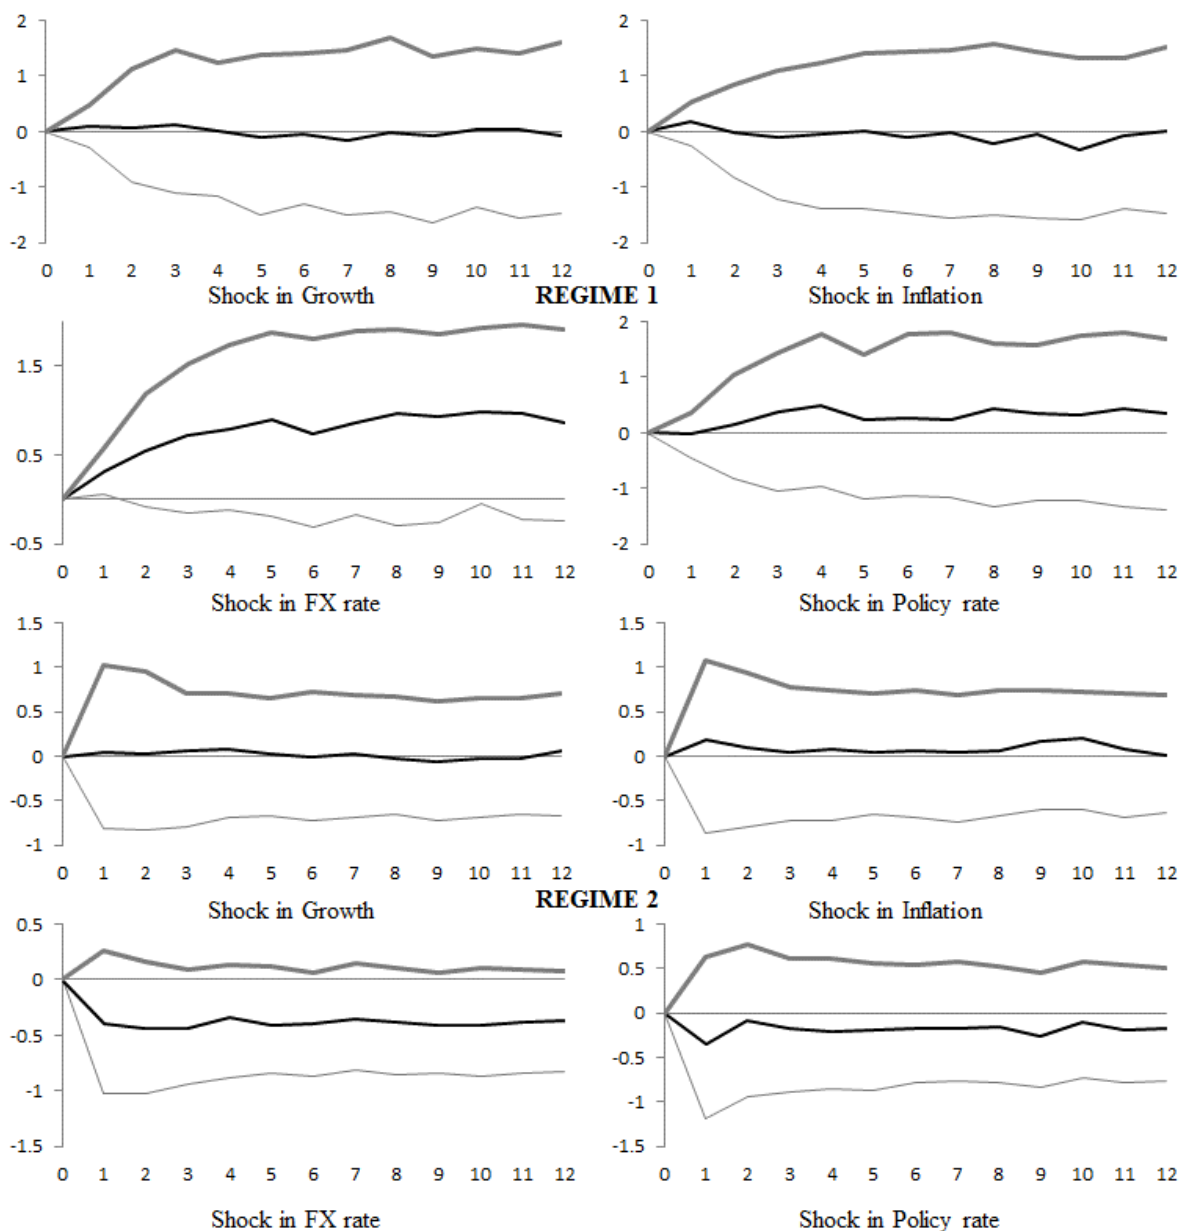 2 2
1 1
0 0
-1 -1
-2 -2
0 1 2 3 4 5 6 7 8 9 10 11 12 0 1 2 3 4 5 6 7 8 9 10 11 12
Shock in Growth REGIME 1 Shock in Inflation
2
1.5 1
0.5 0
-1
-0.5 -2
0 1 2 3 4 5 6 7 8 9 10 11 12 0 1 2 3 4 5 6 7 8 9 10 11 12
Shock in FX rate Shock in Policy rate
1.5 1.5
1 1
0.5 0.5
0 0
-0.5 -0.5
-1 -1
0 1 2 3 4 5 6 7 8 9 10 11 12 0 1 2 3 4 5 6 7 8 9 10 11 12
Shock in Growth REGIME 2 Shock in Inflation
0.5 1
0 0.5
-0.5 0
-1 -0.5
-1.5 -1
-1.5
0 1 2 3 4 5 6 7 8 9 10 11 12 0 1 2 3 4 5 6 7 8 9 10 11 12
Shock in FX rate Shock in Policy rate